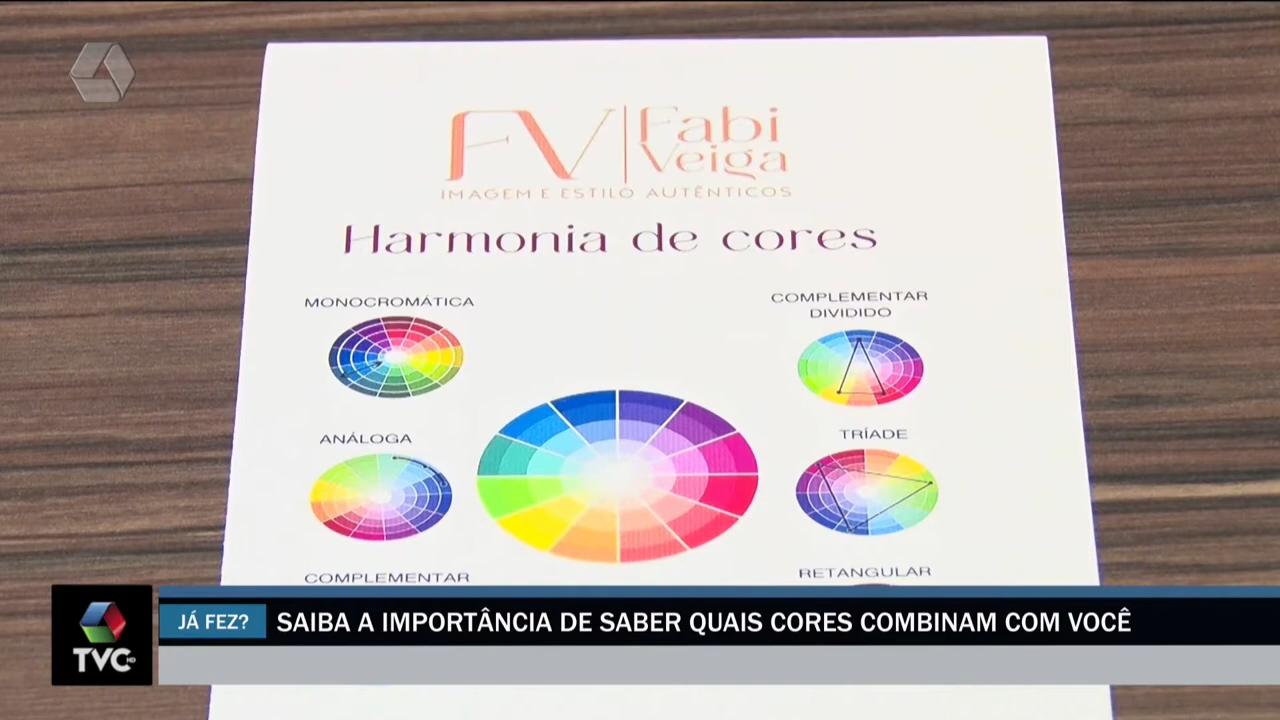 FV
Fabi
Veiga
IMAGEM E ESTILO AUTÊNTICOS
Harmonia de cores
MONOCROMÁTICA
COMPLEMENTAR
DIVIDIDO
ANÁLOGA
TRÍADE
COMPLEMENTAR
RETANGULAR
JÁ FEZ?
SAIBA A IMPORTÂNCIA DE SABER QUAIS CORES COMBINAM COM VOCÊ
TVC HD